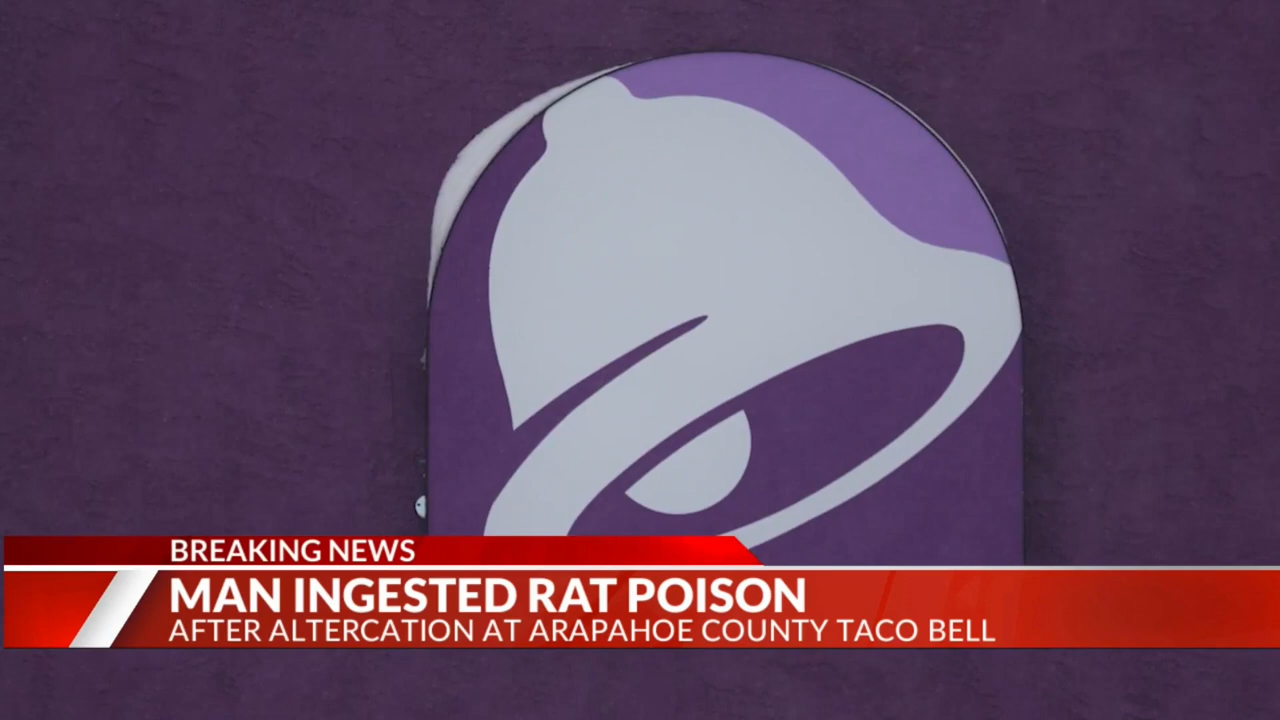 BREAKING NEWS
MAN INGESTED RAT POISON
AFTER ALTERCATION AT ARAPAHOE COUNTY TACO BELL